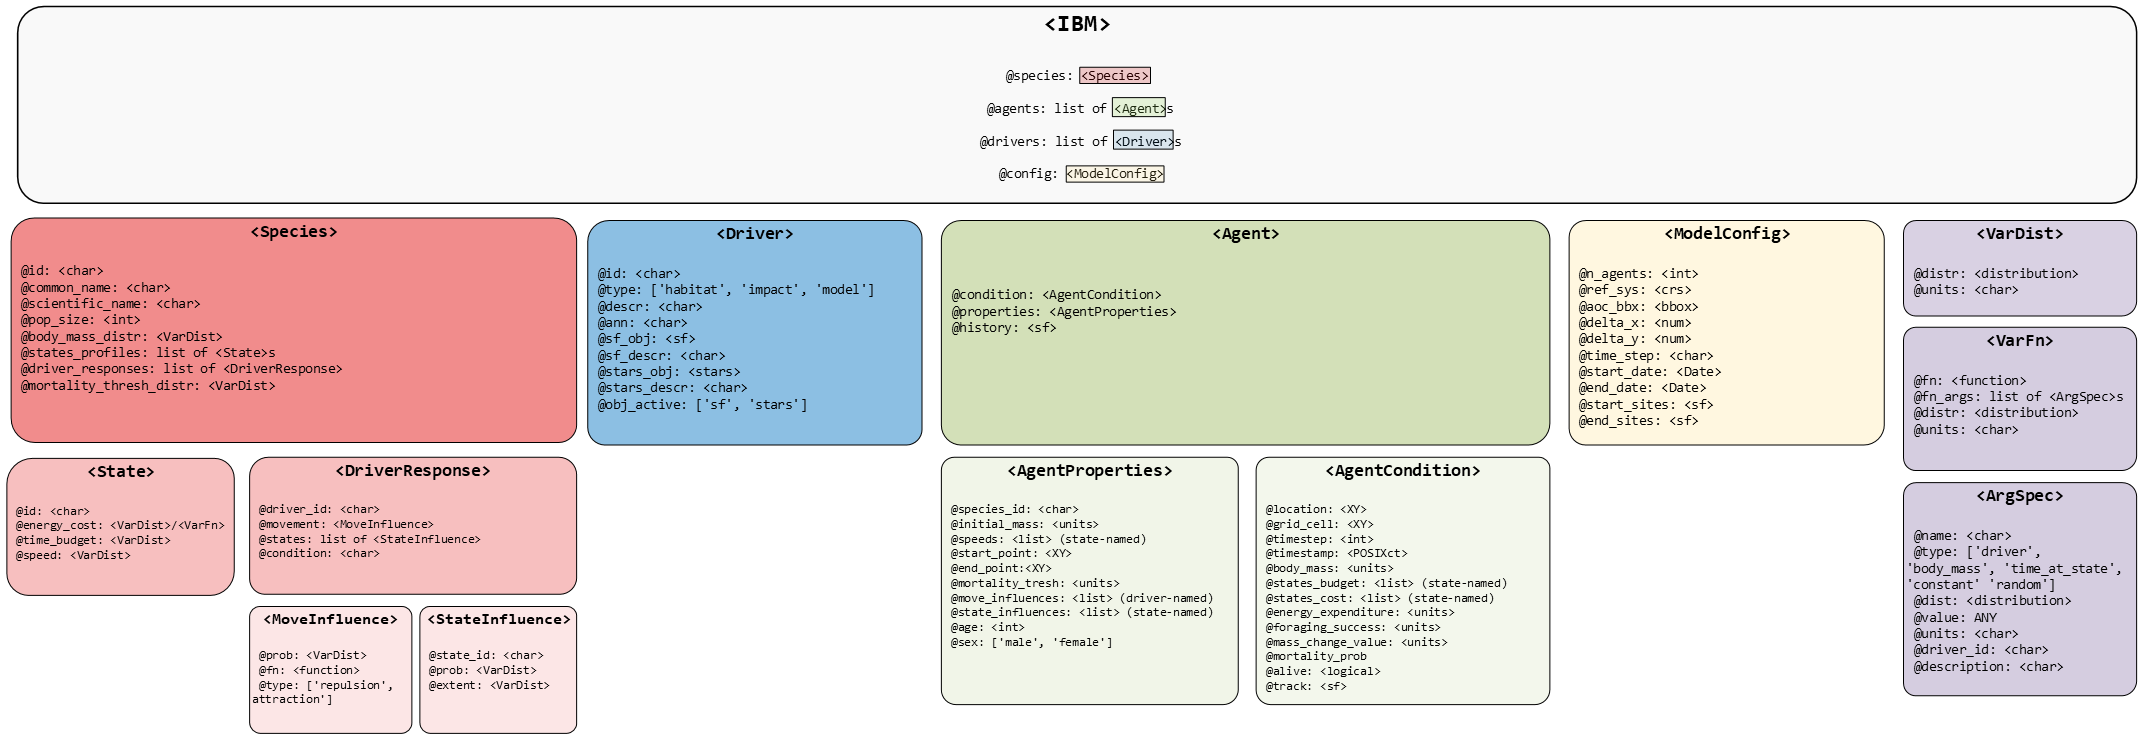 <IBM>
@species: <Species>
@agents: list of <Agent>s
@drivers: list of <Driver>s
@config: <ModelConfig>
<Species>
@id: <char>
@common_name: <char>
@scientific_name: <char>
@pop_size: <int>
@body_mass_distr: <VarDist>
@states_profiles: list of <State>s
@driver_responses: list of <DriverResponse>
@mortality_thresh_distr: <VarDist>
<Driver>
@id: <char>
@type: ['habitat', 'impact', 'model']
@descr: <char>
@ann: <char>
@sf_obj: <sf>
@sf_descr: <char>
@stars_obj: <stars>
@stars_descr: <char>
@obj_active: ['sf', 'stars']
<Agent>
@condition: <AgentCondition>
@properties: <AgentProperties>
@history: <sf>
<ModelConfig>
@n_agents: <int>
@ref_sys: <crs>
@aoc_bbx: <bbox>
@delta_x: <num>
@delta_y: <num>
@time_step: <char>
@start_date: <Date>
@end_date: <Date>
@start_sites: <sf>
@end_sites: <sf>
<VarDist>
@distr: <distribution>
@units: <char>
<VarFn>
@fn: <function>
@fn_args: list of <ArgSpec>s
@distr: <distribution>
@units: <char>
<ArgSpec>
@name: <char>
@type: ['driver',
'body_mass', 'time_at_state',
'constant' 'random']
@dist: <distribution>
@value: ANY
@units: <char>
@driver_id: <char>
@description: <char>
<State>
@id: <char>
@energy_cost: <VarDist>/<VarFn>
@time_budget: <VarDist>
@speed: <VarDist>
<DriverResponse>
@driver_id: <char>
@movement: <MoveInfluence>
@states: list of <StateInfluence>
@condition: <char>
<MoveInfluence>
@prob: <VarDist>
@fn: <function>
@type: ['repulsion',
attraction']
<StateInfluence>
@state_id: <char>
@prob: <VarDist>
@extent: <VarDist>
<AgentProperties>
@species_id: <char>
@initial_mass: <units>
@speeds: <list> (state-named)
@start_point: <XY>
@end_point:<XY>
@mortality_tresh: <units>
@move_influences: <list> (driver-named)
@state_influences: <list> (state-named)
@age: <int>
@sex: ['male', 'female']
<AgentCondition>
@location: <XY>
@grid_cell: <XY>
@timestep: <int>
@timestamp: <POSIXct>
@body_mass: <units>
@states_budget: <list> (state-named)
@states_cost: <list> (state-named)
@energy_expenditure: <units>
@foraging_success: <units>
@mass_change_value: <units>
@mortality_prob
@alive: <logical>
@track: <sf>